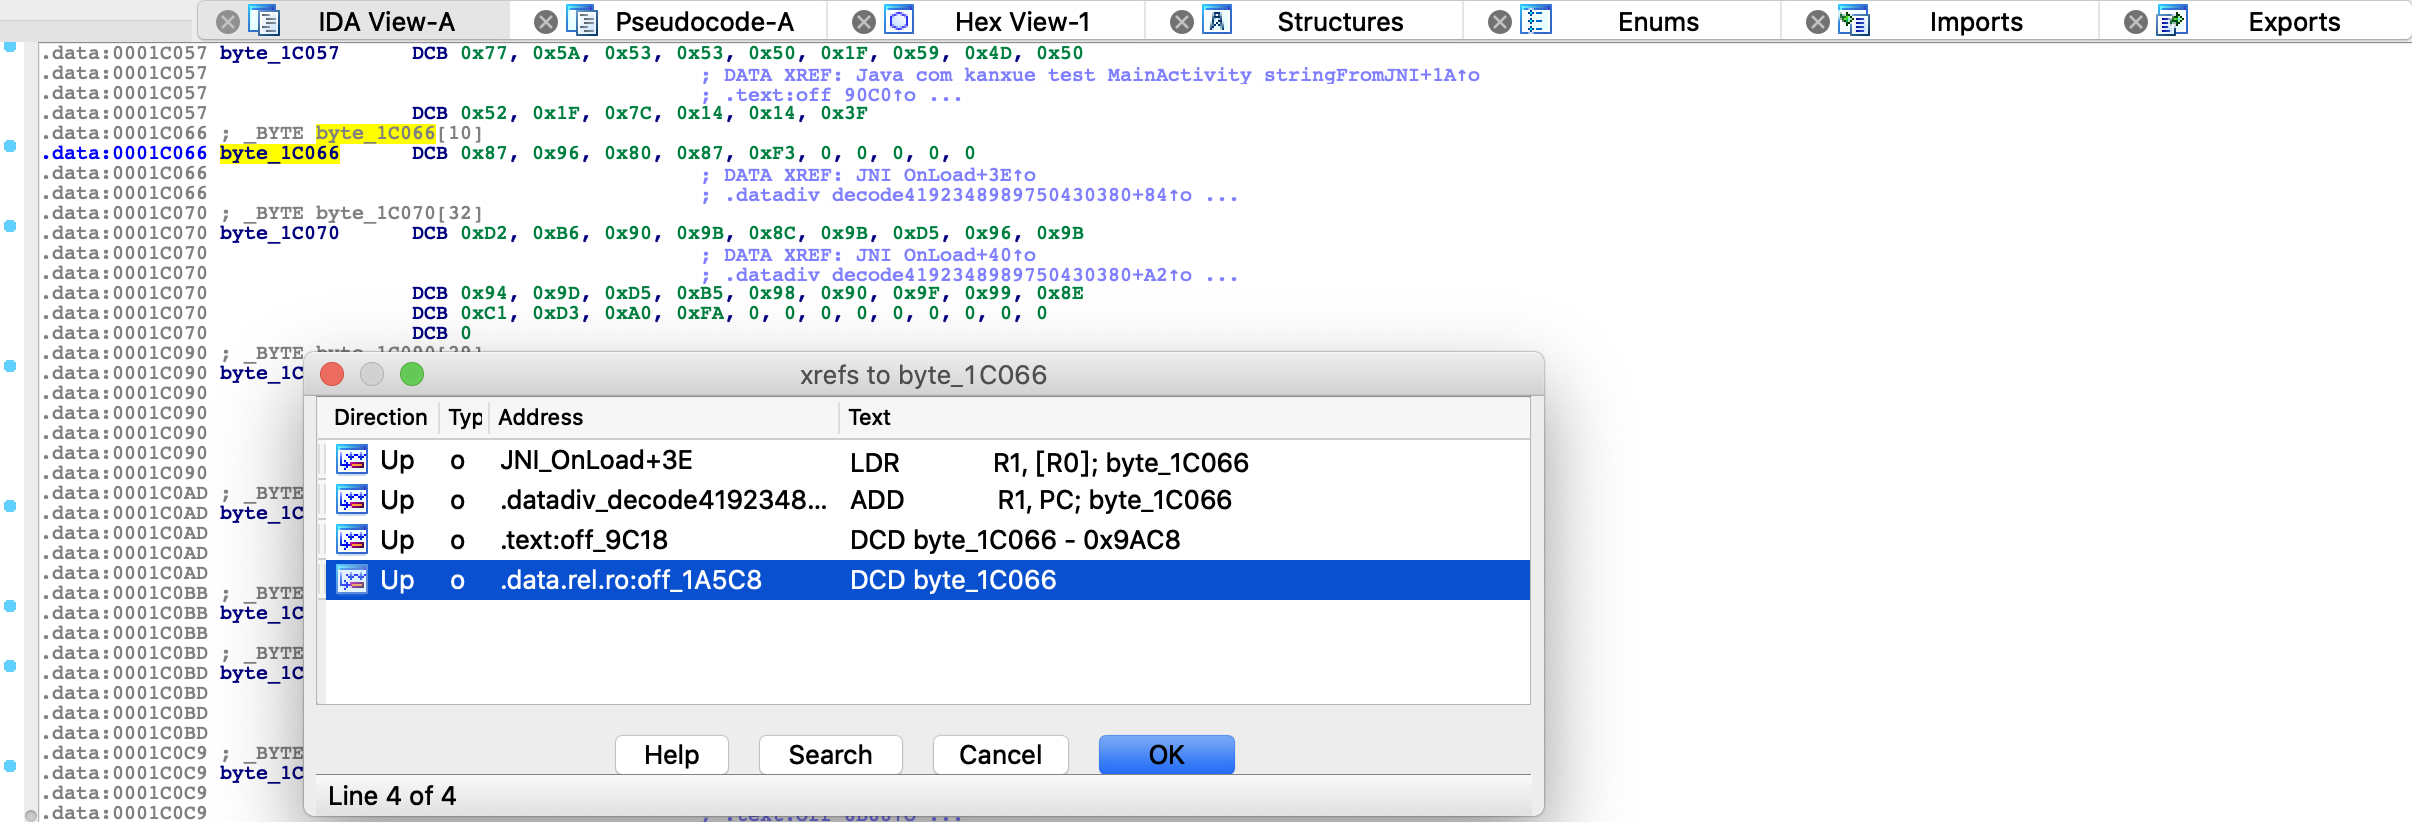 IDA View-A Pseudocode-A Hex View-1 Structures Enums Imports Exports
.data:0001C057 byte_1C057 DCB 0x77, 0x5A, 0x53, 0x53, 0x50, 0x1F, 0x59, 0x4D, 0x50
.data:0001C057 ; DATA XREF: Java com kanxue test MainActivity stringFromJNI+1A↑o
.data:0001C057 ; .text:off 90C0↑o ...
.data:0001C057 DCB 0x52, 0x1F, 0x7C, 0x14, 0x14, 0x3F
.data:0001C066 ; _BYTE byte_1C066[10]
.data:0001C066 byte_1C066 DCB 0x87, 0x96, 0x80, 0x87, 0xF3, 0, 0, 0, 0, 0
.data:0001C066 ; DATA XREF: JNI OnLoad+3E↑o
.data:0001C066 ; .datadiv decode4192348989750430380+84↑o ...
.data:0001C070 ; _BYTE byte_1C070[32]
.data:0001C070 byte_1C070 DCB 0xD2, 0xB6, 0x90, 0x9B, 0x8C, 0x9B, 0xD5, 0x96, 0x9B
.data:0001C070 ; DATA XREF: JNI OnLoad+40↑o
.data:0001C070 ; .datadiv decode4192348989750430380+A2↑o ...
.data:0001C070 DCB 0x94, 0x9D, 0xD5, 0xB5, 0x98, 0x90, 0x9F, 0x99, 0x8E
.data:0001C070 DCB 0xC1, 0xD3, 0xA0, 0xFA, 0, 0, 0, 0, 0, 0, 0, 0, 0
.data:0001C070 DCB 0
.data:0001C090 ; _BYTE byte_1C090[29]
.data:0001C090 byte_1C
.data:0001C090
.data:0001C090
.data:0001C090
.data:0001C090
.data:0001C090
.data:0001C0AD ; _BYTE
.data:0001C0AD byte_1C
.data:0001C0AD
.data:0001C0AD
.data:0001C0AD
.data:0001C0BB ; _BYTE
.data:0001C0BB byte_1C
.data:0001C0BB
.data:0001C0BD ; _BYTE
.data:0001C0BD byte_1C
.data:0001C0BD
.data:0001C0BD
.data:0001C0BD
.data:0001C0C9 ; _BYTE
.data:0001C0C9 byte_1C
.data:0001C0C9
.data:0001C0C9
xrefs to byte_1C066
Direction Typ Address Text
Up o JNI_OnLoad+3E LDR R1, [R0]; byte_1C066
Up o .datadiv_decode4192348... ADD R1, PC; byte_1C066
Up o .text:off_9C18 DCD byte_1C066 - 0x9AC8
Up o .data.rel.ro:off_1A5C8 DCD byte_1C066
Help Search Cancel OK
Line 4 of 4